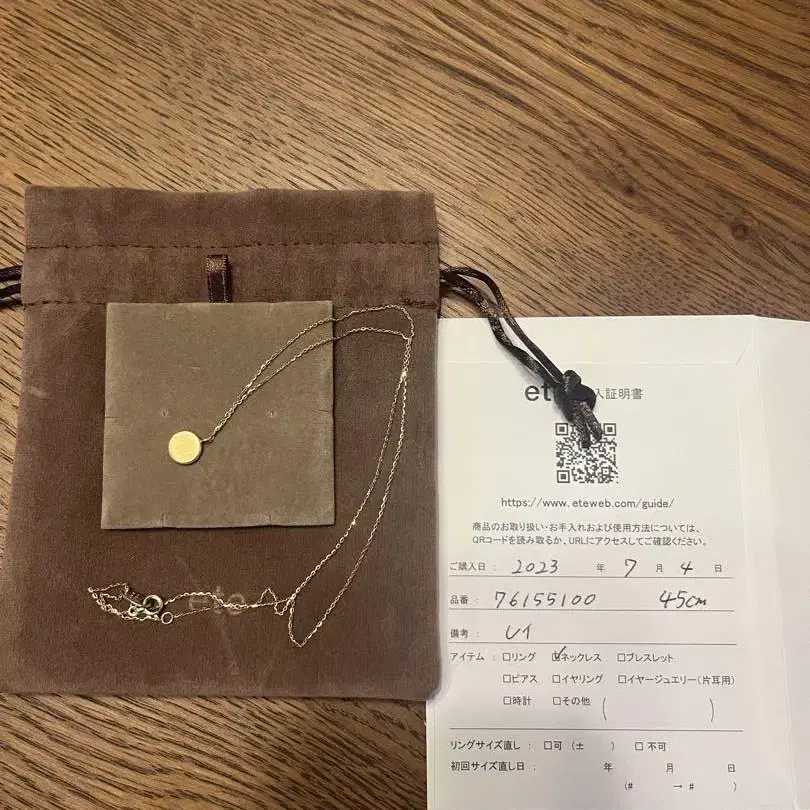 ete
入証明書
https://www.eteweb.com/guide/
商品のお取り扱い・お手入れおよび使用方法については、
QRコードを読み取るか、URLにアクセスしてご確認ください。
ご購入日： 2023 年 7 月 4 日
品番： 76155100 45cm
備考：
アイテム： □リング ☑ネックレス □ブレスレット
□ピアス □イヤリング □イヤージュエリー（片耳用）
□時計 □その他（ ）
リングサイズ直し： □可（± ） □不可
初回サイズ直し日： 年 月 日
（# → # ）